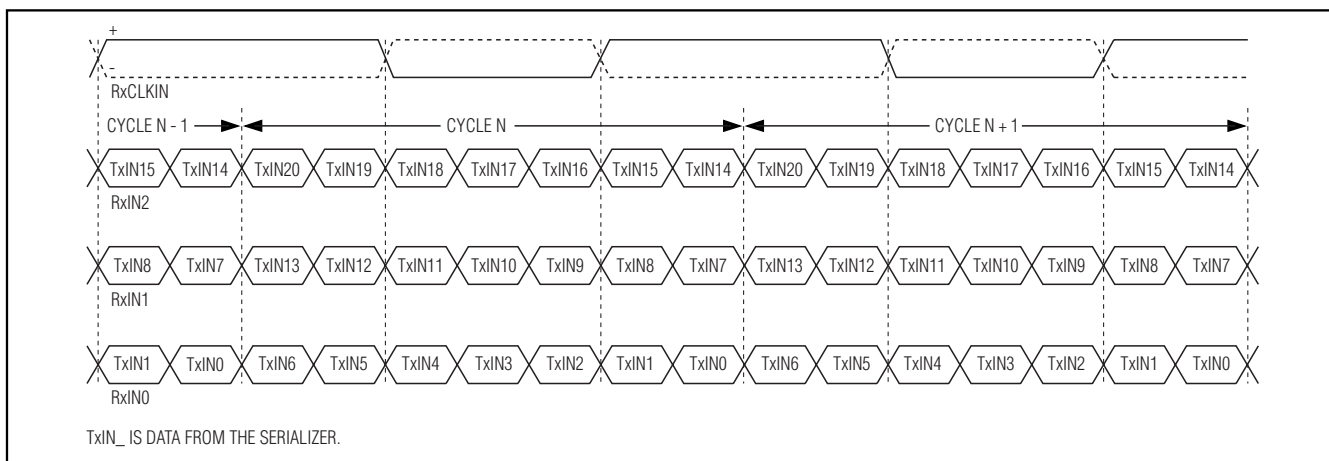 +
-
RxCLKIN
CYCLE N - 1 CYCLE N CYCLE N + 1
TxIN15 TxIN14 TxIN20 TxIN19 TxIN18 TxIN17 TxIN16 TxIN15 TxIN14 TxIN20 TxIN19 TxIN18 TxIN17 TxIN16 TxIN15 TxIN14
RxIN2
TxIN8 TxIN7 TxIN13 TxIN12 TxIN11 TxIN10 TxIN9 TxIN8 TxIN7 TxIN13 TxIN12 TxIN11 TxIN10 TxIN9 TxIN8 TxIN7
RxIN1
TxIN1 TxIN0 TxIN6 TxIN5 TxIN4 TxIN3 TxIN2 TxIN1 TxIN0 TxIN6 TxIN5 TxIN4 TxIN3 TxIN2 TxIN1 TxIN0
RxIN0
TxIN_ IS DATA FROM THE SERIALIZER.